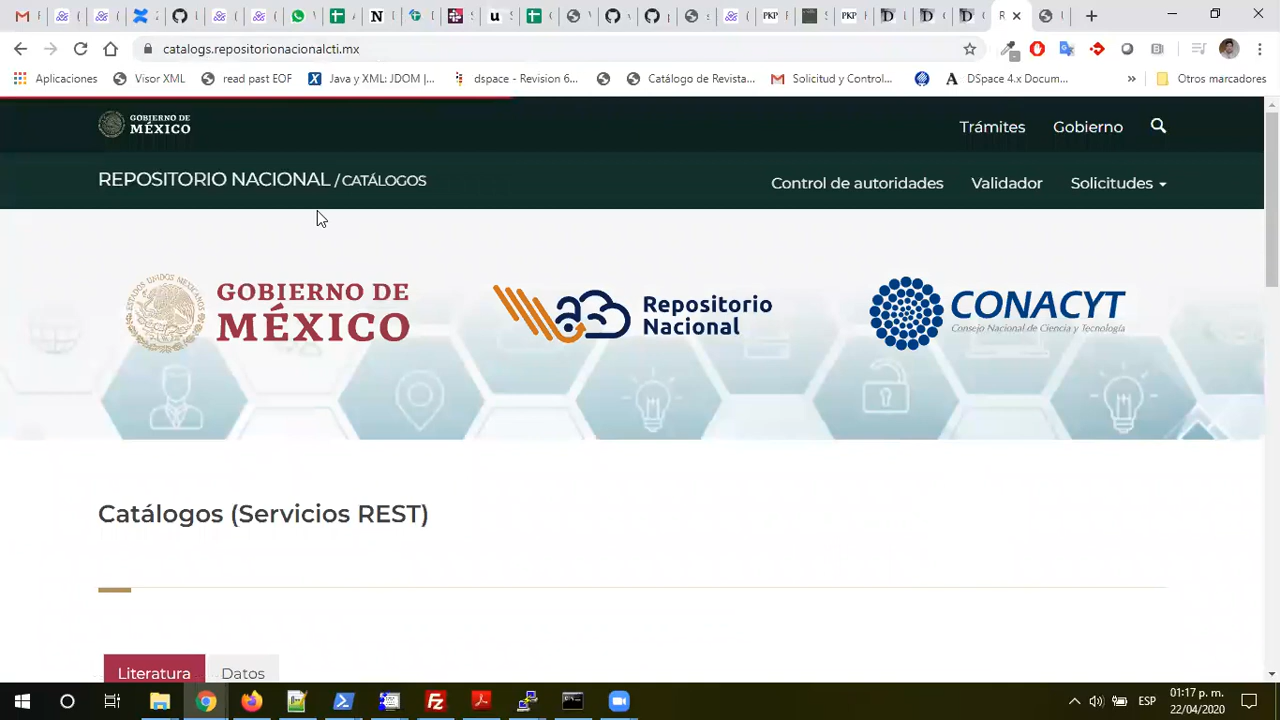 catalogs.repositorionacionalcti.mx
Aplicaciones
Visor XML
read past EOF
Java y XML: JDOM |...
dspace - Revision 6...
Catálogo de Revista...
Solicitud y Control...
DSpace 4.x Docum...
»
Otros marcadores
GOBIERNO DE
MÉXICO
Trámites
Gobierno
REPOSITORIO NACIONAL / CATÁLOGOS
Control de autoridades
Validador
Solicitudes
GOBIERNO DE
MÉXICO
Repositorio
Nacional
CONACYT
Consejo Nacional de Ciencia y Tecnología
ESTADOS UNIDOS MEXICANOS
Catálogos (Servicios REST)
Literatura
Datos
ESP
01:17 p. m.
22/04/2020